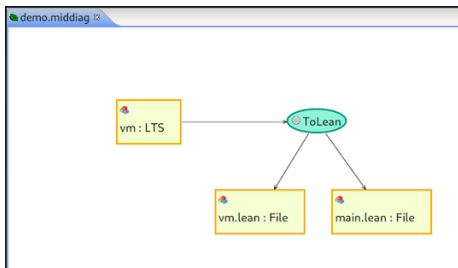 demo.middiag
vm : LTS
ToLean
vm.lean : File
main.lean : File